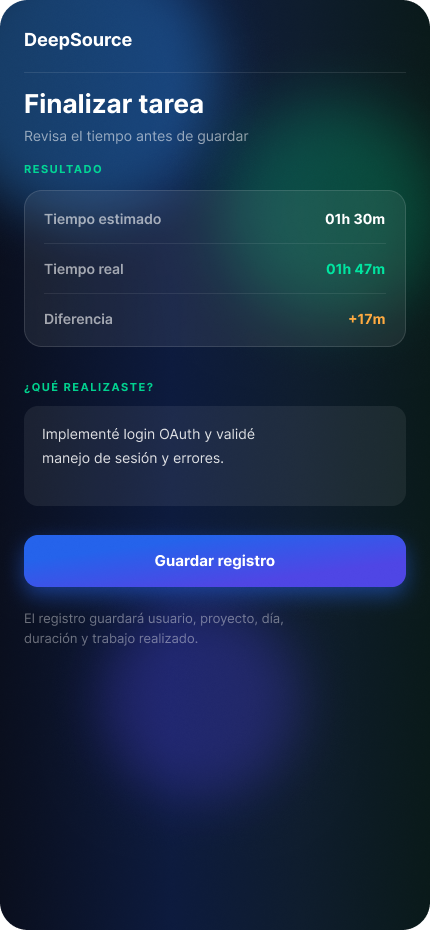 DeepSource
Finalizar tarea
Revisa el tiempo antes de guardar
RESULTADO
Tiempo estimado 01h 30m
Tiempo real 01h 47m
Diferencia +17m
¿QUÉ REALIZASTE?
Implementé login OAuth y validé
manejo de sesión y errores.
Guardar registro
El registro guardará usuario, proyecto, día,
duración y trabajo realizado.